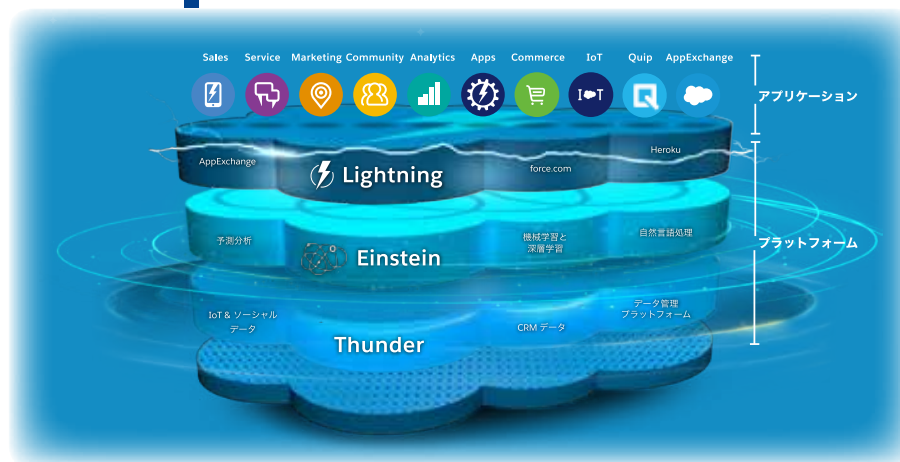 Sales Service Marketing Community Analytics Apps Commerce IoT Quip AppExchange
I T
アプリケーション
AppExchange
Lightning
force.com
Heroku
予測分析
Einstein
機械学習と
深層学習
自然言語処理
プラットフォーム
IoT & ソーシャル
データ
Thunder
CRM データ
データ管理
プラットフォーム